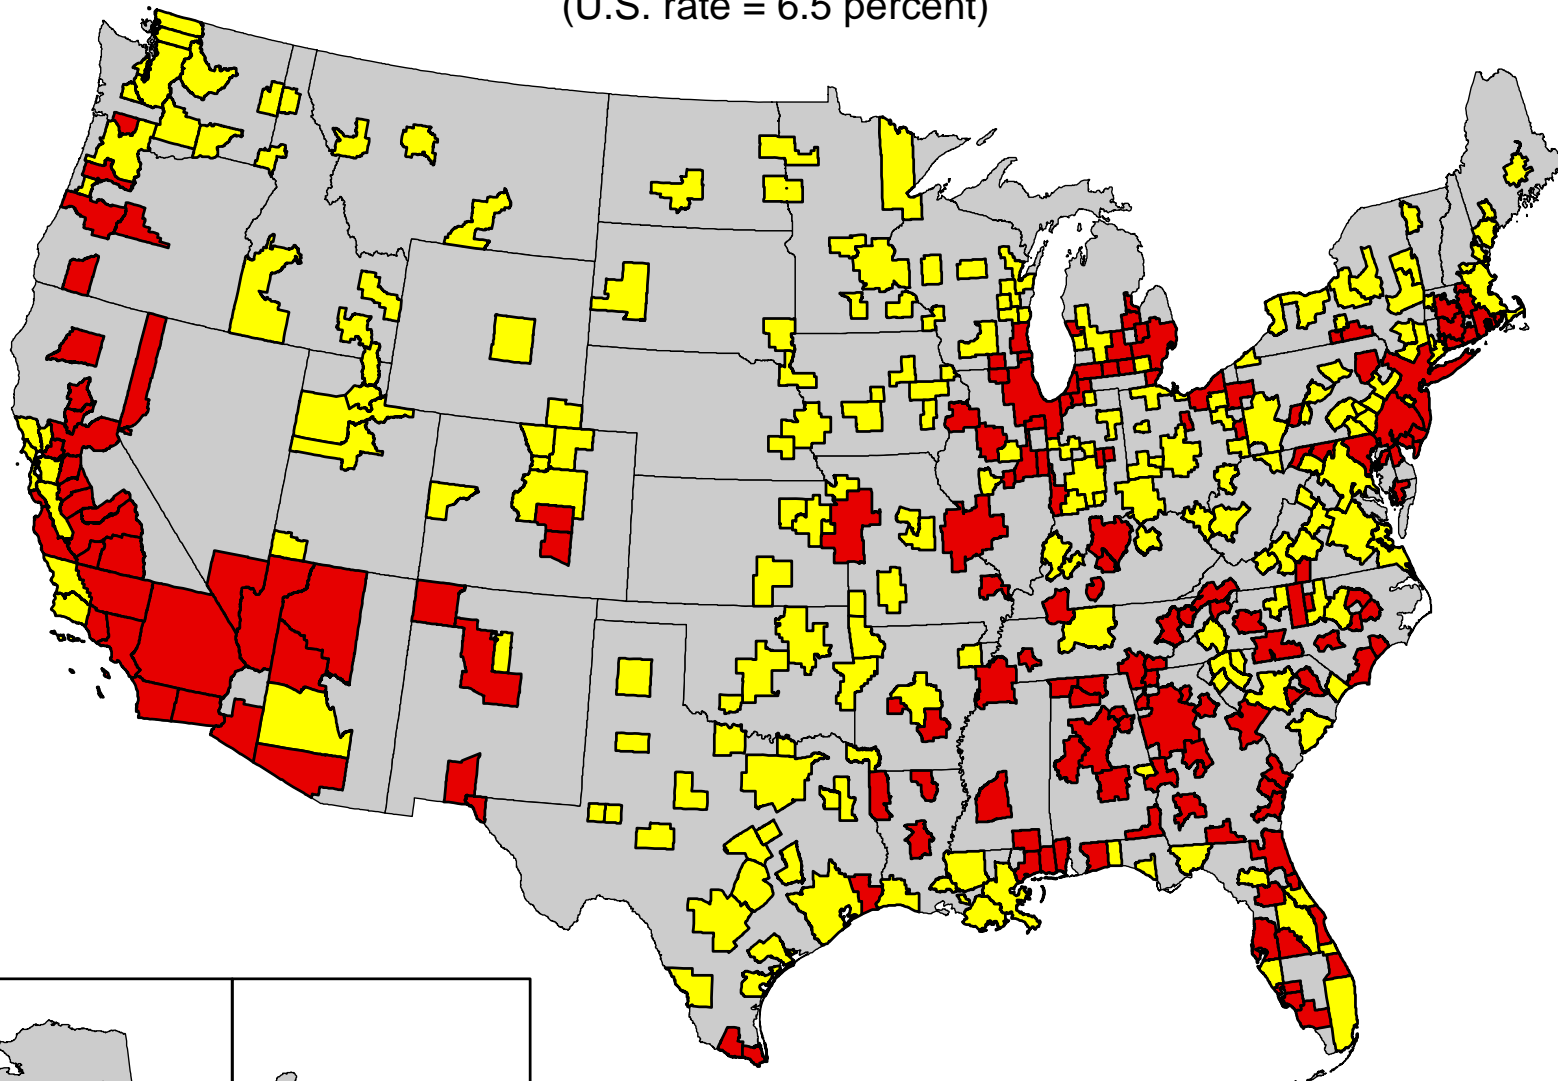 (U.S. rate = 6.5 percent)